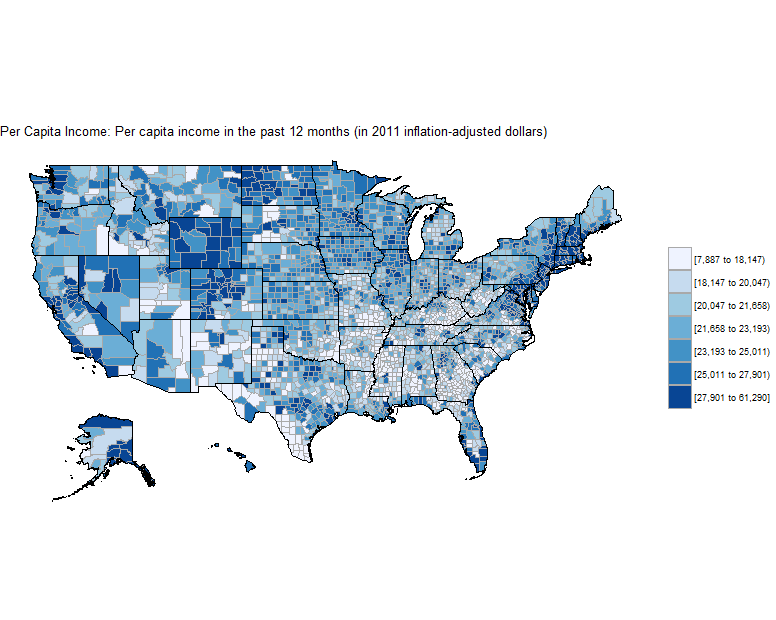 Per Capita Income: Per capita income in the past 12 months (in 2011 inflation-adjusted dollars)
[7,887 to 18,147)
[18,147 to 20,047)
[20,047 to 21,658)
[21,658 to 23,193)
[23,193 to 25,011)
[25,011 to 27,901)
[27,901 to 61,290]